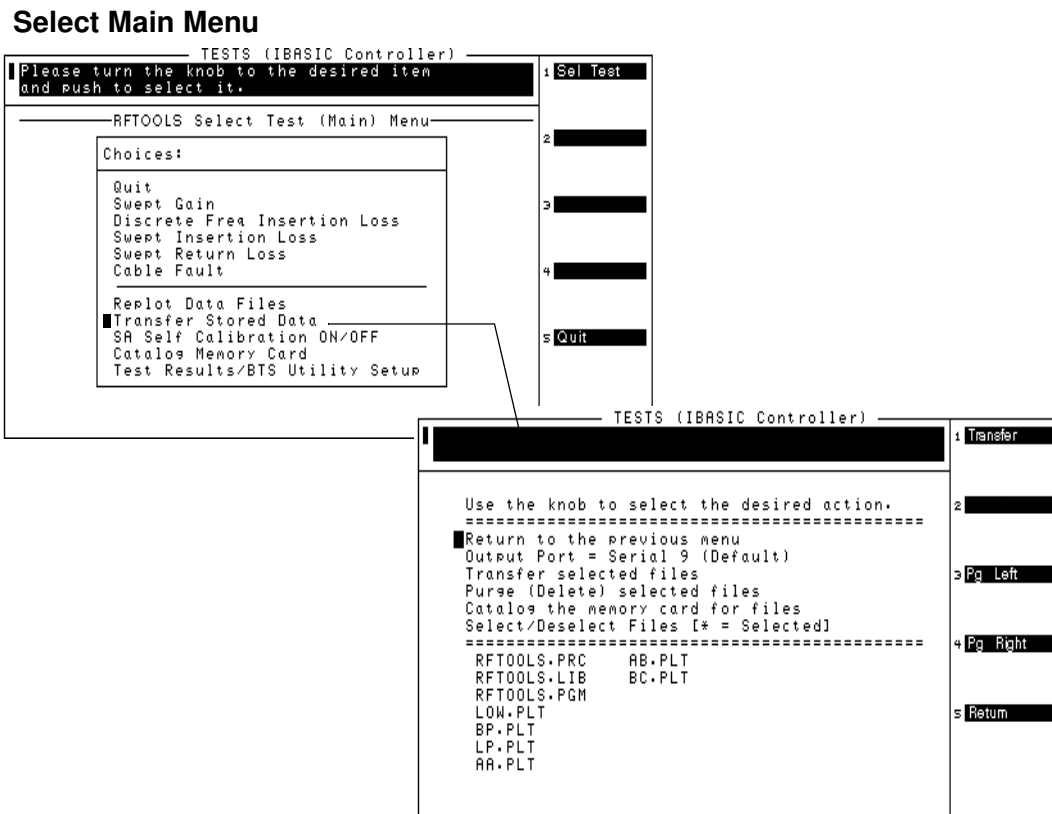 Select Main Menu
TESTS (IBASIC Controller)
Please turn the knob to the desired item
and push to select it.
1 Sel Test
RFTOOLS Select Test (Main) Menu
2
Choices:
Quit
Swept Gain
3
Discrete Freq Insertion Loss
Swept Insertion Loss
Swept Return Loss
Cable Fault
4
Replot Data Files
Transfer Stored Data
SA Self Calibration ON/OFF
5 Quit
Catalog Memory Card
Test Results/BTS Utility Setup
TESTS (IBASIC Controller)
1 Transfer
Use the knob to select the desired action.
2
=============================================
Return to the previous menu
Output Port = Serial 9 (Default)
Transfer selected files
3 Pg Left
Purge (Delete) selected files
Catalog the memory card for files
Select/Deselect Files [* = Selected]
=============================================
4 Pg Right
RFTOOLS.PRC AB.PLT
RFTOOLS.LIB BC.PLT
RFTOOLS.PGM
LOW.PLT
5 Return
BP.PLT
LP.PLT
AA.PLT